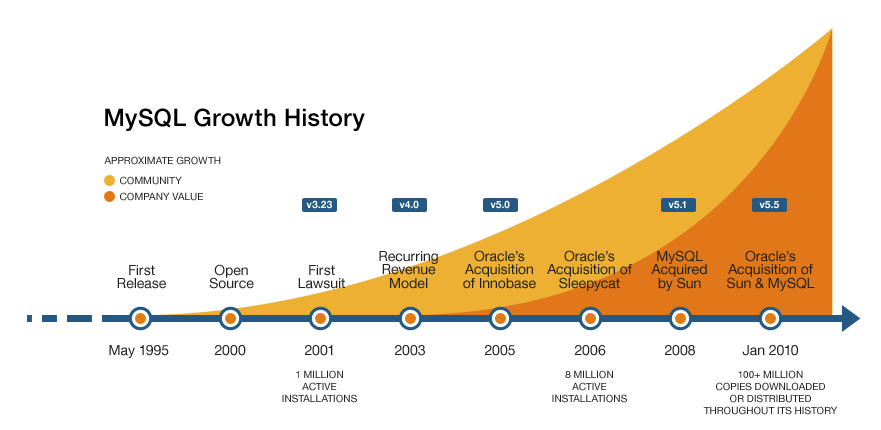 MySQL Growth History
APPROXIMATE GROWTH
COMMUNITY
COMPANY VALUE
v3.23
v4.0
v5.0
v5.1
v5.5
First
Release
Open
Source
First
Lawsuit
Recurring
Revenue
Model
Oracle's
Acquisition
of Innobase
Oracle's
Acquisition of
Sleepycat
MySQL
Acquired
by Sun
Oracle's
Acquisition of
Sun & MySQL
May 1995
2000
2001
2003
2005
2006
2008
Jan 2010
1 MILLION
ACTIVE
INSTALLATIONS
8 MILLION
ACTIVE
INSTALLATIONS
100+ MILLION
COPIES DOWNLOADED
OR DISTRIBUTED
THROUGHOUT ITS HISTORY